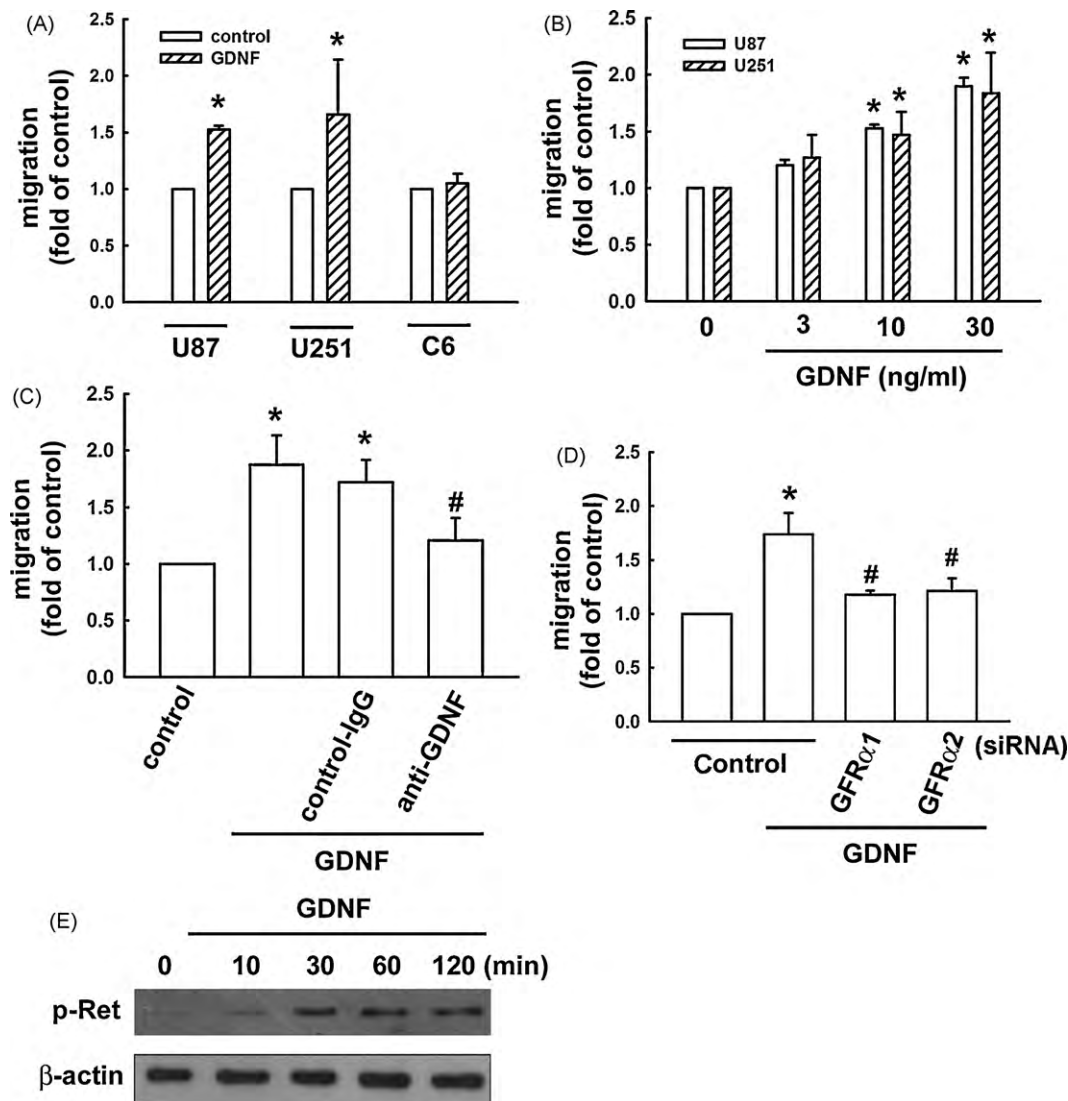 (A)
2.5
2.0
1.5
1.0
0.5
0.0
migration
(fold of control)
control
GDNF
*
*
U87
U251
C6
(B)
2.5
2.0
1.5
1.0
0.5
0.0
migration
(fold of control)
U87
U251
* *
* *
0 3 10 30
GDNF (ng/ml)
(C)
2.5
2.0
1.5
1.0
0.5
0.0
migration
(fold of control)
*
*
#
control
control-IgG
anti-GDNF
GDNF
(D)
2.5
2.0
1.5
1.0
0.5
0.0
migration
(fold of control)
*
#
#
Control
GFRα1
GFRα2
(siRNA)
GDNF
(E)
GDNF
0 10 30 60 120 (min)
p-Ret
β-actin